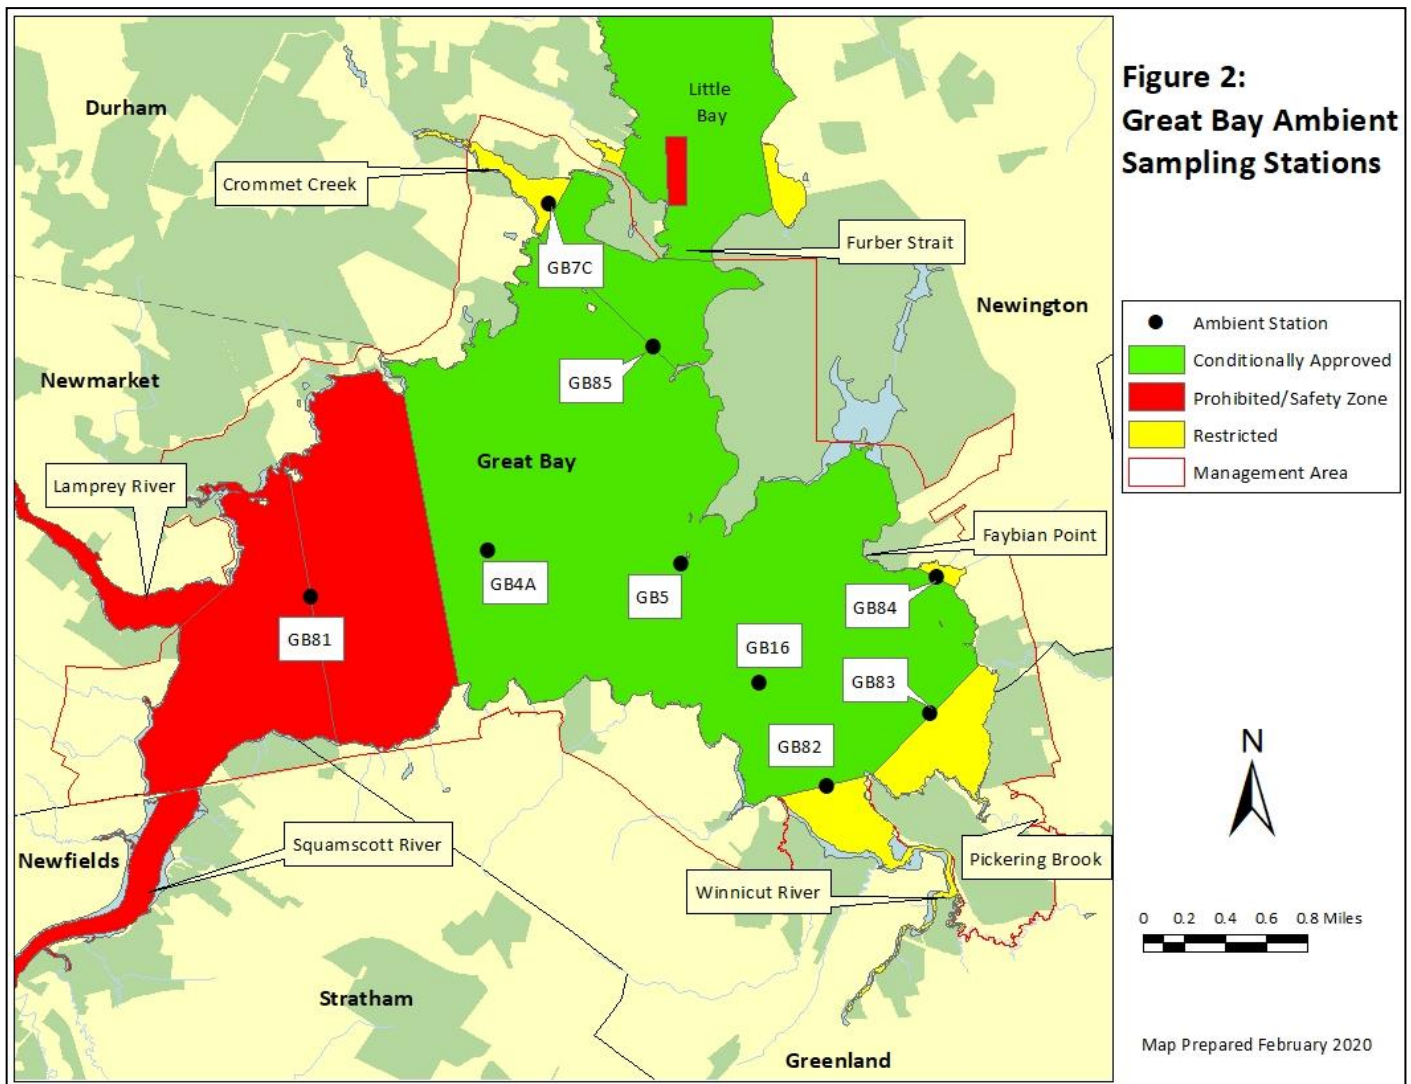 Figure 2:
Great Bay Ambient
Sampling Stations
Little
Bay
Durham
Crommet Creek
Furber Strait
GB7C
Newington
Ambient Station
Conditionally Approved
Prohibited/Safety Zone
Restricted
Management Area
GB85
Newmarket
Great Bay
Lamprey River
Faybian Point
GB4A
GB5
GB84
GB81
GB16
GB83
GB82
N
Squamscott River
Newfields
Pickering Brook
Winnicut River
0 0.2 0.4 0.6 0.8 Miles
Stratham
Greenland
Map Prepared February 2020